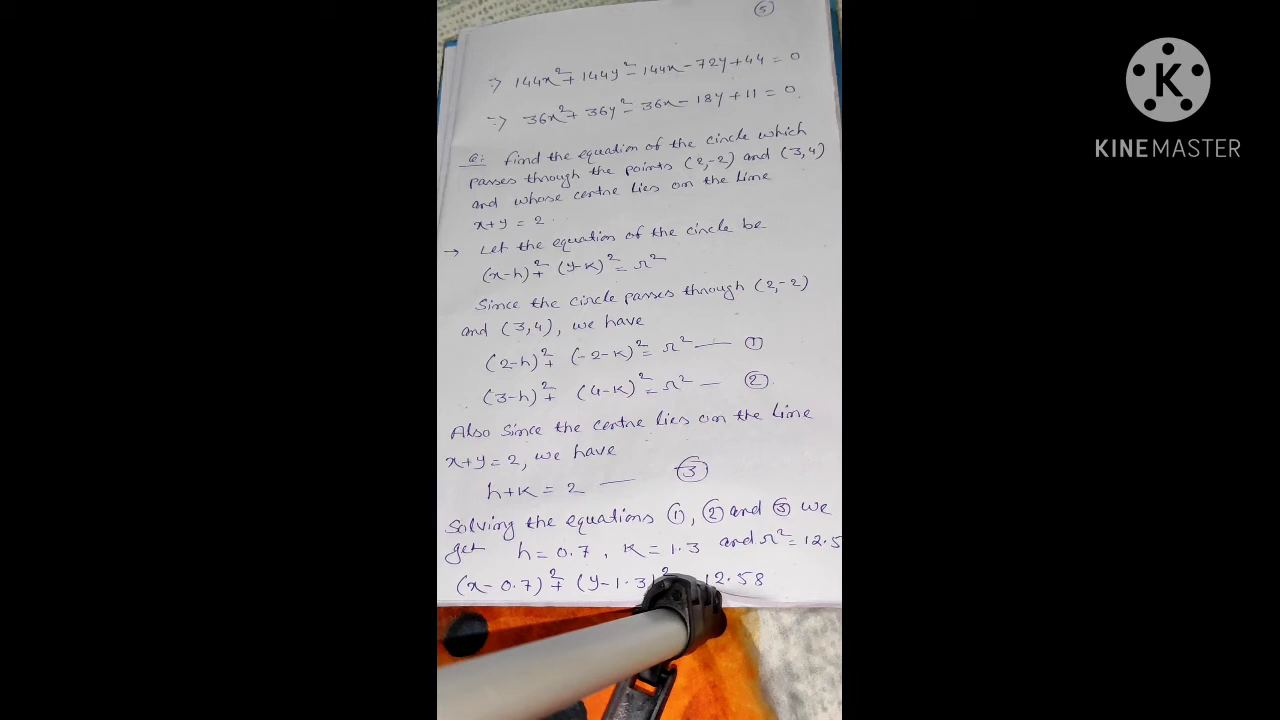 5
⇒ 144x² + 144y² - 144x - 72y + 44 = 0
⇒ 36x² + 36y² - 36x - 18y + 11 = 0.
Q: Find the equation of the circle which
passes through the points (2,-2) and (3,4)
and whose centre lies on the line
x+y = 2.
→ Let the equation of the circle be
(x-h)² + (y-k)² = r²
Since the circle passes through (2,-2)
and (3,4), we have
(2-h)² + (-2-k)² = r² — ①
(3-h)² + (4-k)² = r² — ②
Also since the centre lies on the line
x+y = 2, we have
h+k = 2 — ③
Solving the equations ①, ② and ③ we
get h = 0.7, k = 1.3 and r² = 12.5
(x-0.7)² + (y-1.3)² 12.58
KINEMASTER